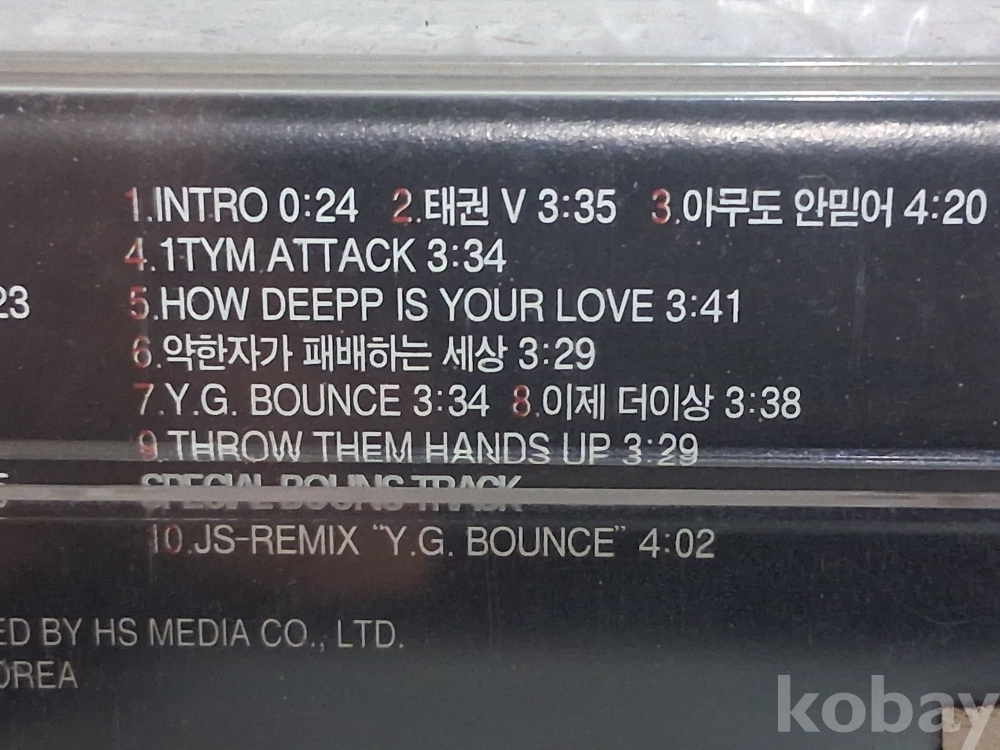 1.INTRO 0:24 2.태권 V 3:35 3.아무도 안믿어 4:20
4.1TYM ATTACK 3:34
23
5.HOW DEEPP IS YOUR LOVE 3:41
6.약한자가 패배하는 세상 3:29
7.Y.G. BOUNCE 3:34 8.이제 더이상 3:38
9.THROW THEM HANDS UP 3:29
SPECIAL BOUNS TRACK
10.JS-REMIX "Y.G. BOUNCE" 4:02
ED BY HS MEDIA CO., LTD.
OREA
kobay